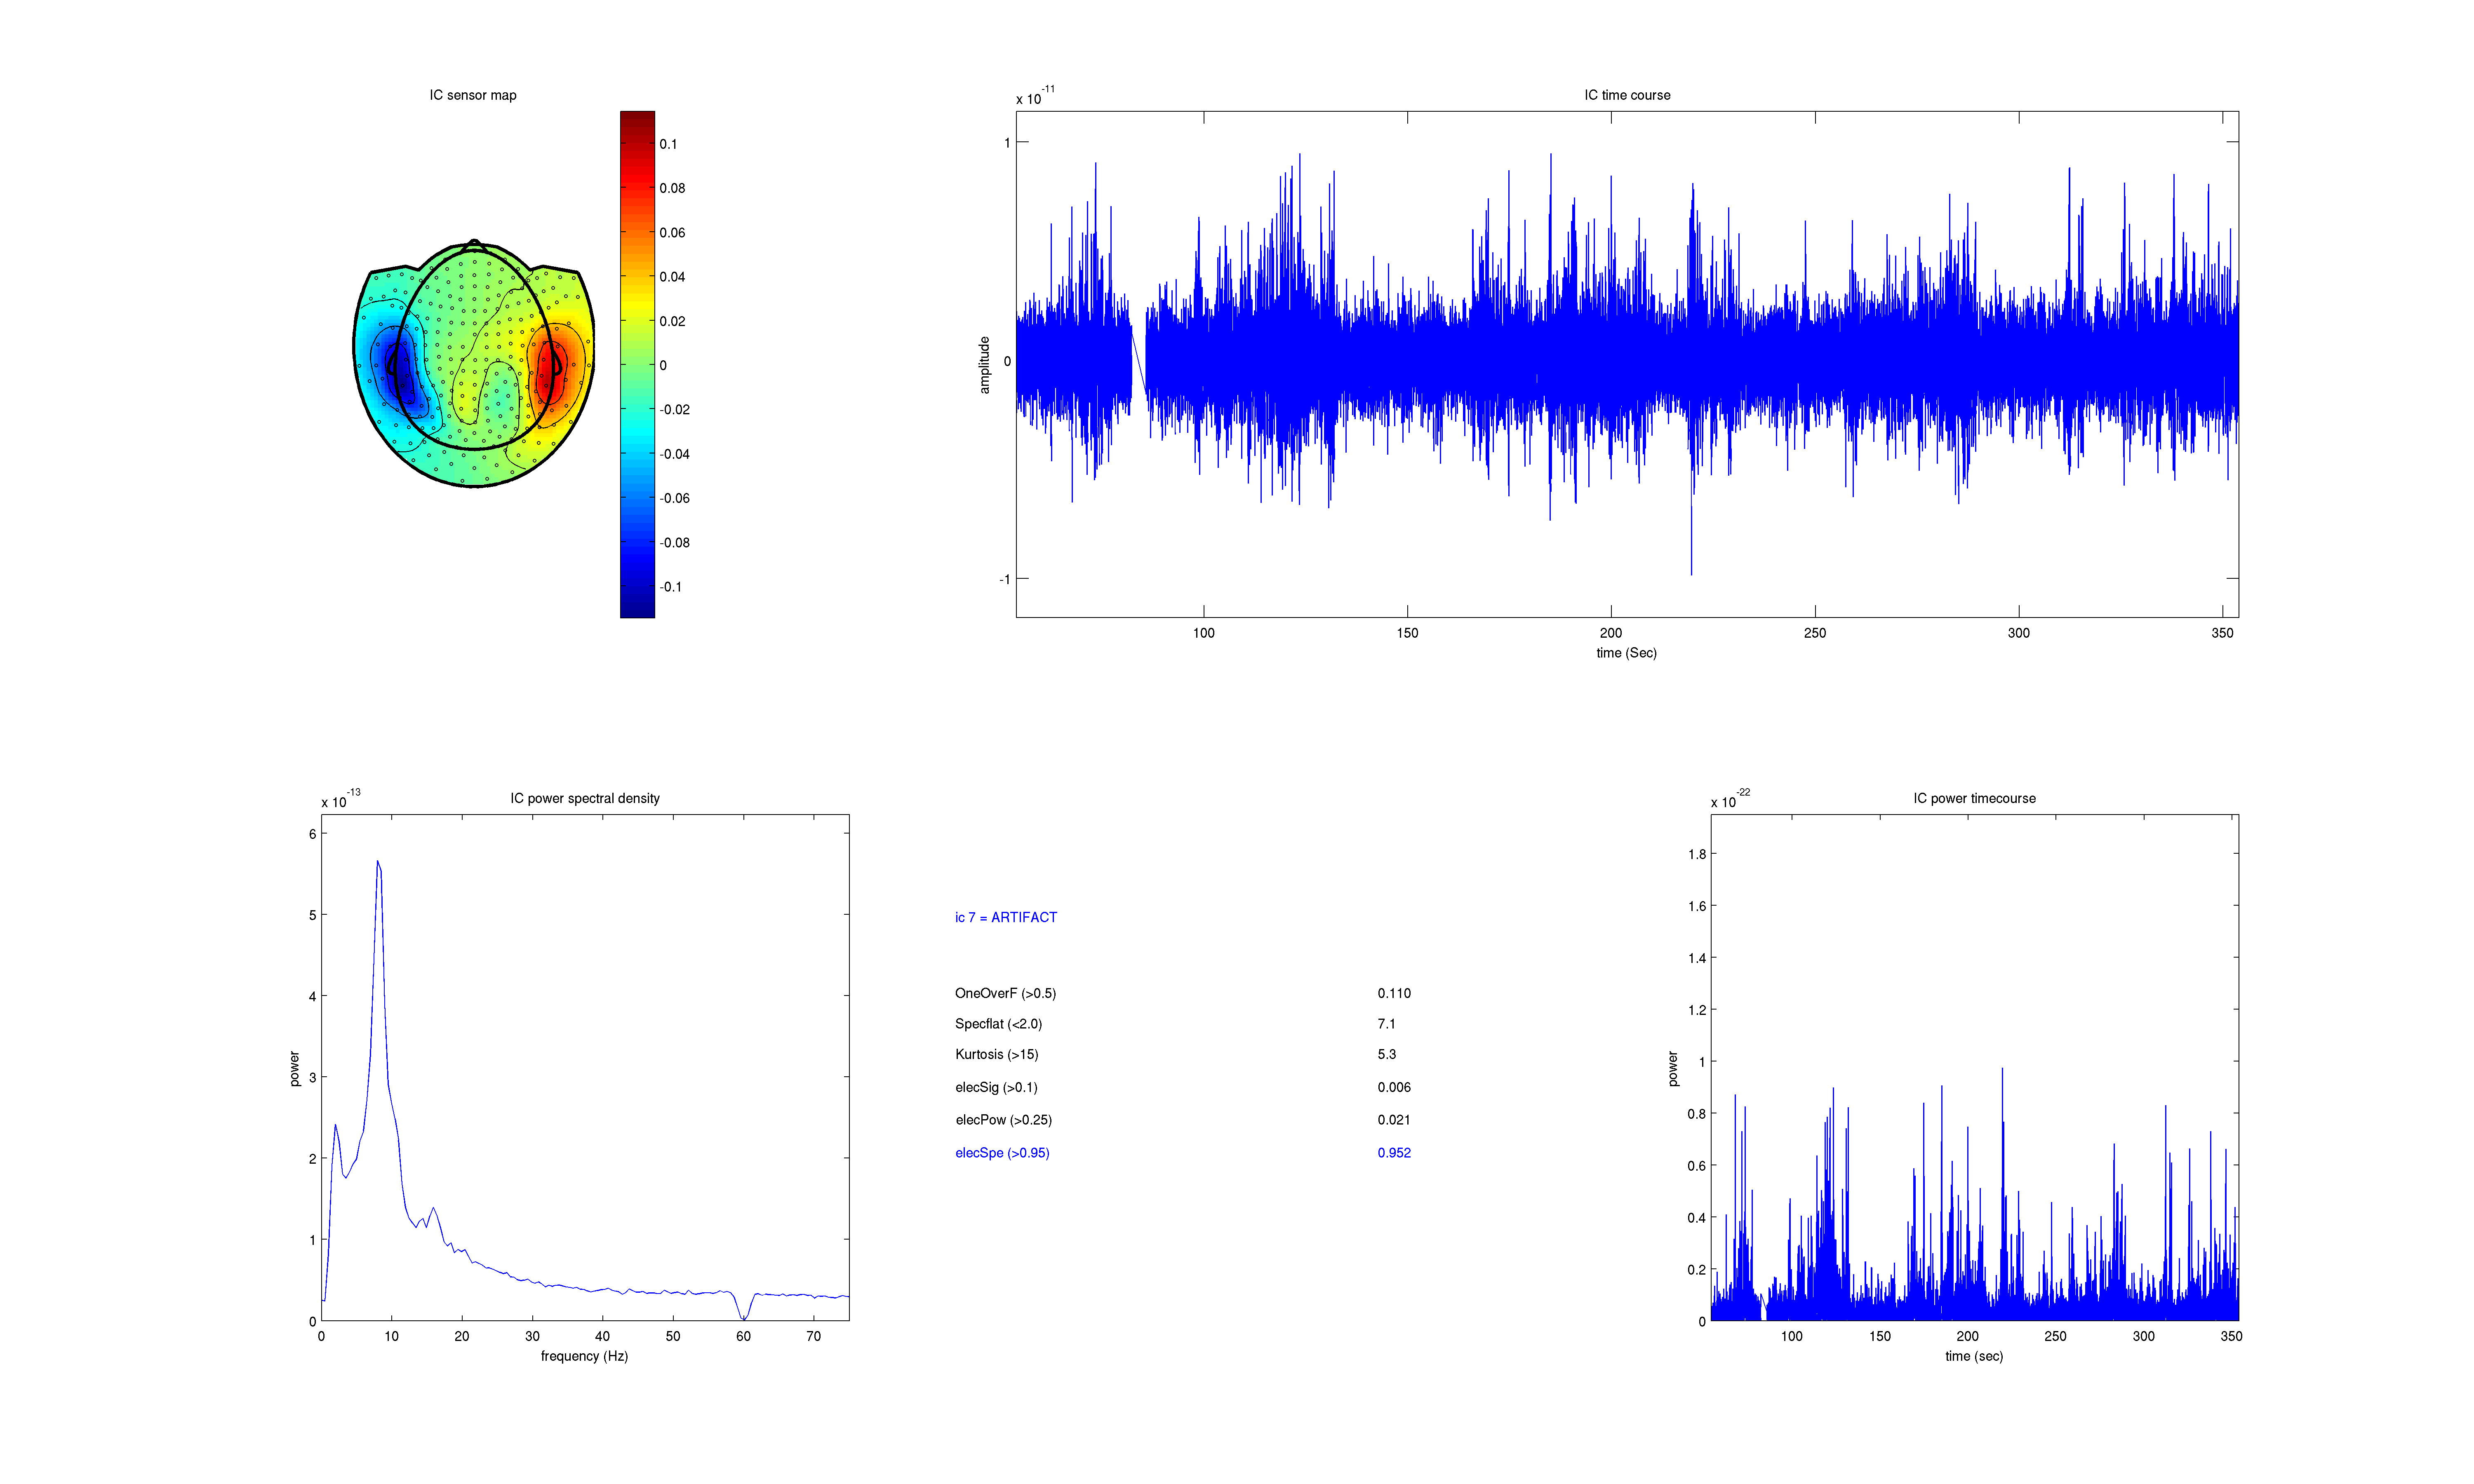 IC sensor map
0.1
0.08
0.06
0.04
0.02
0
-0.02
-0.04
-0.06
-0.08
-0.1
x 10-11
IC time course
1
0
-1
amplitude
100 150 200 250 300 350
time (Sec)
x 10-13
IC power spectral density
6
5
4
3
2
1
0
power
0 10 20 30 40 50 60 70
frequency (Hz)
ic 7 = ARTIFACT
OneOverF (>0.5) 0.110
Specflat (<2.0) 7.1
Kurtosis (>15) 5.3
elecSig (>0.1) 0.006
elecPow (>0.25) 0.021
elecSpe (>0.95) 0.952
x 10-22
IC power timecourse
1.8
1.6
1.4
1.2
1
0.8
0.6
0.4
0.2
0
power
100 150 200 250 300 350
time (sec)